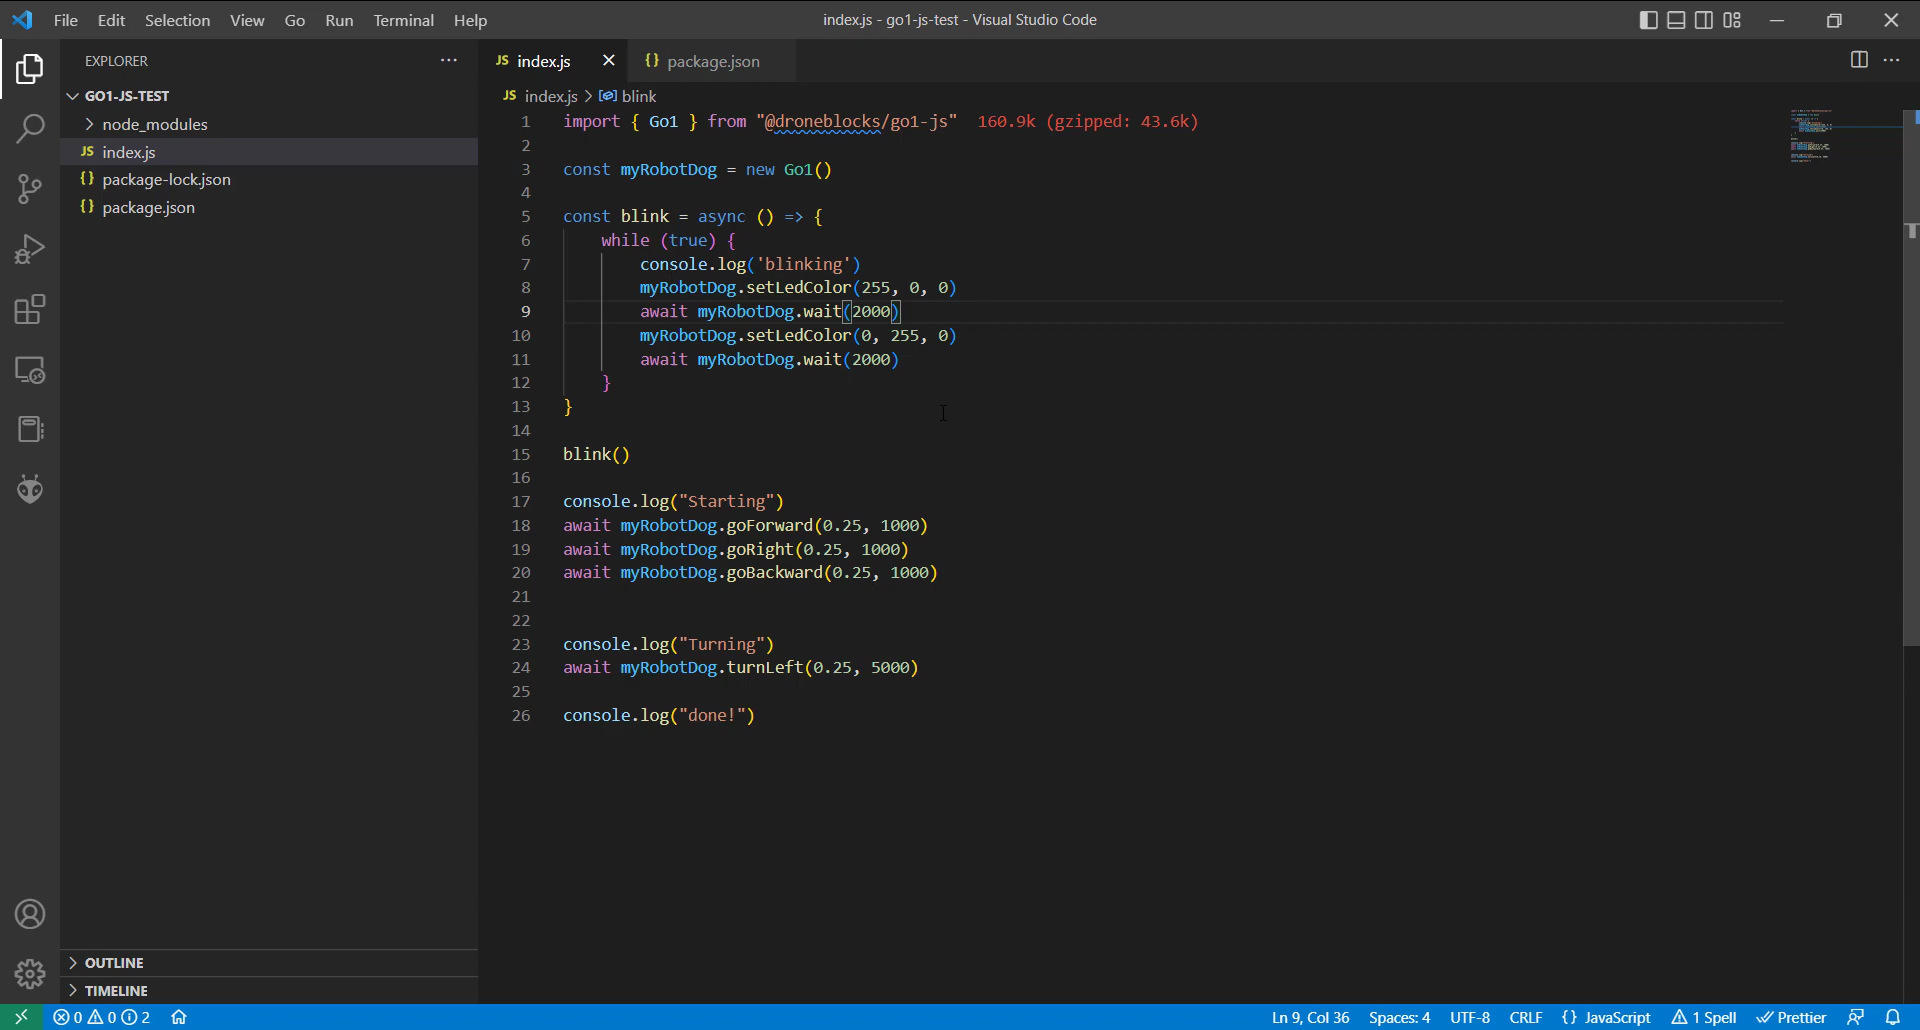 File Edit Selection View Go Run Terminal Help
index.js - go1-js-test - Visual Studio Code
EXPLORER
GO1-JS-TEST
node_modules
JS index.js
{} package-lock.json
{} package.json
OUTLINE
TIMELINE
JS index.js
{} package.json
JS index.js > blink
1 import { Go1 } from "@droneblocks/go1-js" 160.9k (gzipped: 43.6k)
2
3 const myRobotDog = new Go1()
4
5 const blink = async () => {
6 while (true) {
7 console.log('blinking')
8 myRobotDog.setLedColor(255, 0, 0)
9 await myRobotDog.wait(2000)
10 myRobotDog.setLedColor(0, 255, 0)
11 await myRobotDog.wait(2000)
12 }
13 }
14
15 blink()
16
17 console.log("Starting")
18 await myRobotDog.goForward(0.25, 1000)
19 await myRobotDog.goRight(0.25, 1000)
20 await myRobotDog.goBackward(0.25, 1000)
21
22
23 console.log("Turning")
24 await myRobotDog.turnLeft(0.25, 5000)
25
26 console.log("done!")
0 0 2
Ln 9, Col 36 Spaces: 4 UTF-8 CRLF {} JavaScript 1 Spell Prettier